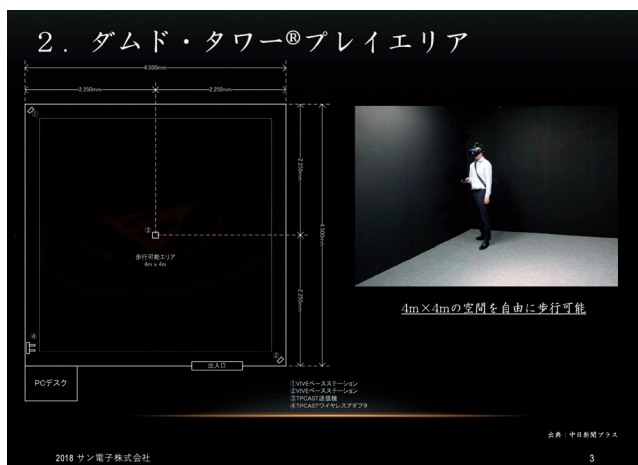 2. ダムド・タワー®プレイエリア
4,500mm
2,250mm
2,250mm
①
③
歩行可能エリア
4m x 4m
2,250mm
4,500mm
2,250mm
④
⑤
出入口
PCデスク
①VIVEベースステーション
②VIVEベースステーション
③TPCAST送信機
④TPCASTワイヤレスアダプタ
4m×4mの空間を自由に歩行可能
出典：中日新聞プラス
2018 サン電子株式会社
3